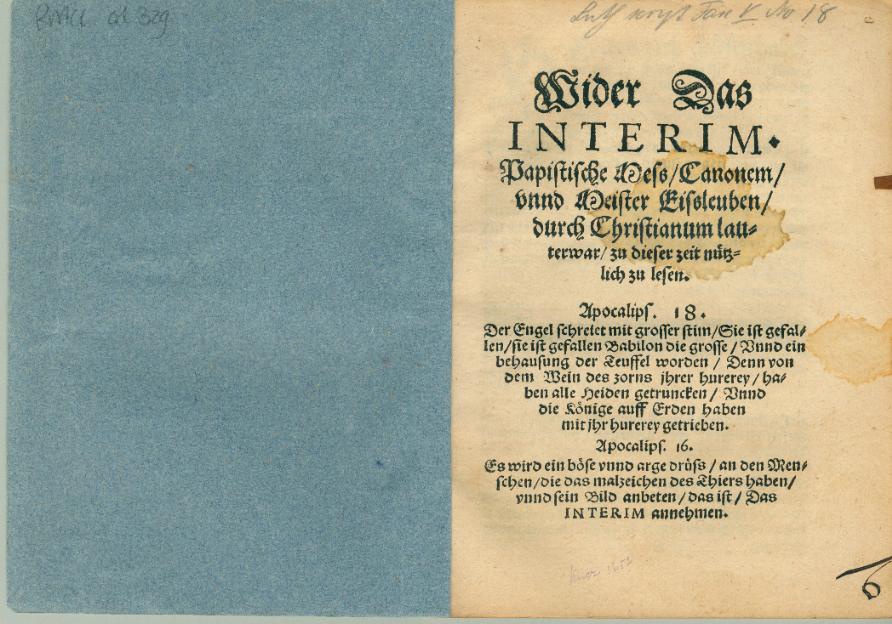 Wider Das
INTERIM.
Papistische Mess/Canonem/
vnnd Meister Eissleuben/
durch Christianum lau-
terwar/zu dieser zeit nütz-
lich zu lesen.
Apocalips. 18.
Der Engel schreiet mit grosser stim/Sie ist gefal-
len/sie ist gefallen Babilon die grosse/Vnnd ein
behausung der Teuffel worden/Denn von
dem Wein des zorns jhrer hurerey/ha-
ben alle Heiden getruncken/Vnnd
die Könige auff Erden haben
mit jhr hurerey getrieben.
Apocalips. 16.
Es wird ein böse vnnd arge drüss/an den Men-
schen/die das malzeichen des Thiers haben/
vnnd sein Bild anbeten/das ist/Das
INTERIM annehmen.
6